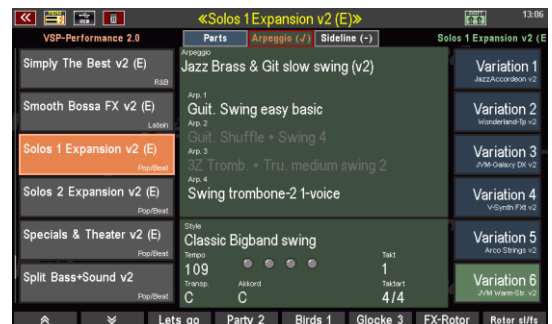 «Solos 1 Expansion v2 (E)»
13:06
VSP-Performance 2.0
Parts
Arpeggio (√)
Sideline (-)
Solos 1 Expansion v2 (E
Simply The Best v2 (E)
R&B
Smooth Bossa FX v2 (E)
Latein
Solos 1 Expansion v2 (E)
Pop/Beat
Solos 2 Expansion v2 (E)
Pop/Beat
Specials & Theater v2 (E)
Pop/Beat
Split Bass+Sound v2
Pop/Beat
Arpeggio
Jazz Brass & Git slow swing (v2)
Arp. 1
Guit. Swing easy basic
Arp. 2
Guit. Shuffle + Swing 4
Arp. 3
3Z Tromb. + Tru. medium swing 2
Arp. 4
Swing trombone-2 1-voice
Style
Classic Bigband swing
Tempo
Takt
109
1
Transp.
Akkord
Taktart
C
C
4/4
Variation 1
JazzAccordeon v2
Variation 2
Wonderland-Tp v2
Variation 3
JVM-Galaxy DX v2
Variation 4
V-Synth FXt v2
Variation 5
Arco Strings v2
Variation 6
JVM Warm-Str. v2
Lets go
Party 2
Birds 1
Glocke 3
FX-Rotor
Rotor sl/fs